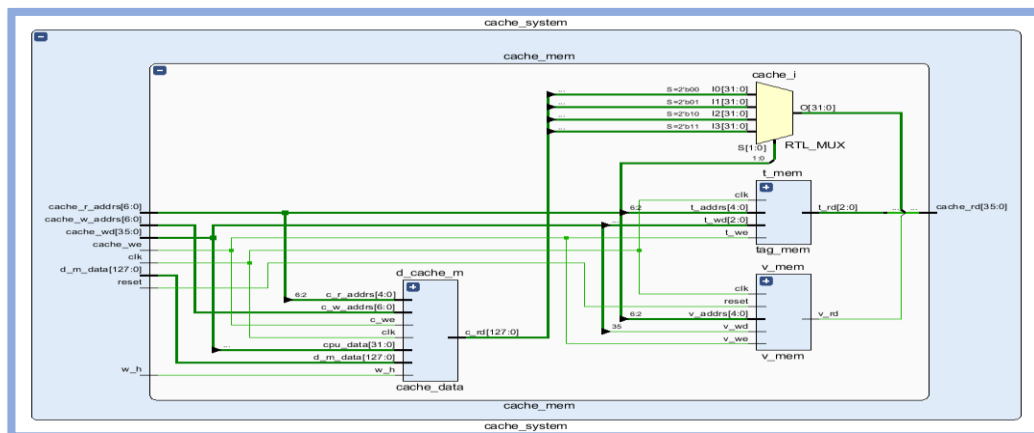 cache_system
cache_mem
cache_i
S=2'b00 I0[31:0]
S=2'b01 I1[31:0]
S=2'b10 I2[31:0]
S=2'b11 I3[31:0]
O[31:0]
S[1:0]
1:0
RTL_MUX
t_mem
clk
6:2 t_addrs[4:0]
t_wd[2:0]
t_we
t_rd[2:0]
tag_mem
cache_r_addrs[6:0]
cache_w_addrs[6:0]
cache_wd[35:0]
cache_we
clk
d_m_data[127:0]
reset
w_h
cache_rd[35:0]
d_cache_m
6:2 c_r_addrs[4:0]
c_w_addrs[6:0]
c_we
clk
... cpu_data[31:0]
d_m_data[127:0]
w_h
c_rd[127:0]
cache_data
v_mem
clk
reset
6:2 v_addrs[4:0]
35 v_wd
v_we
v_rd
v_mem
cache_mem
cache_system